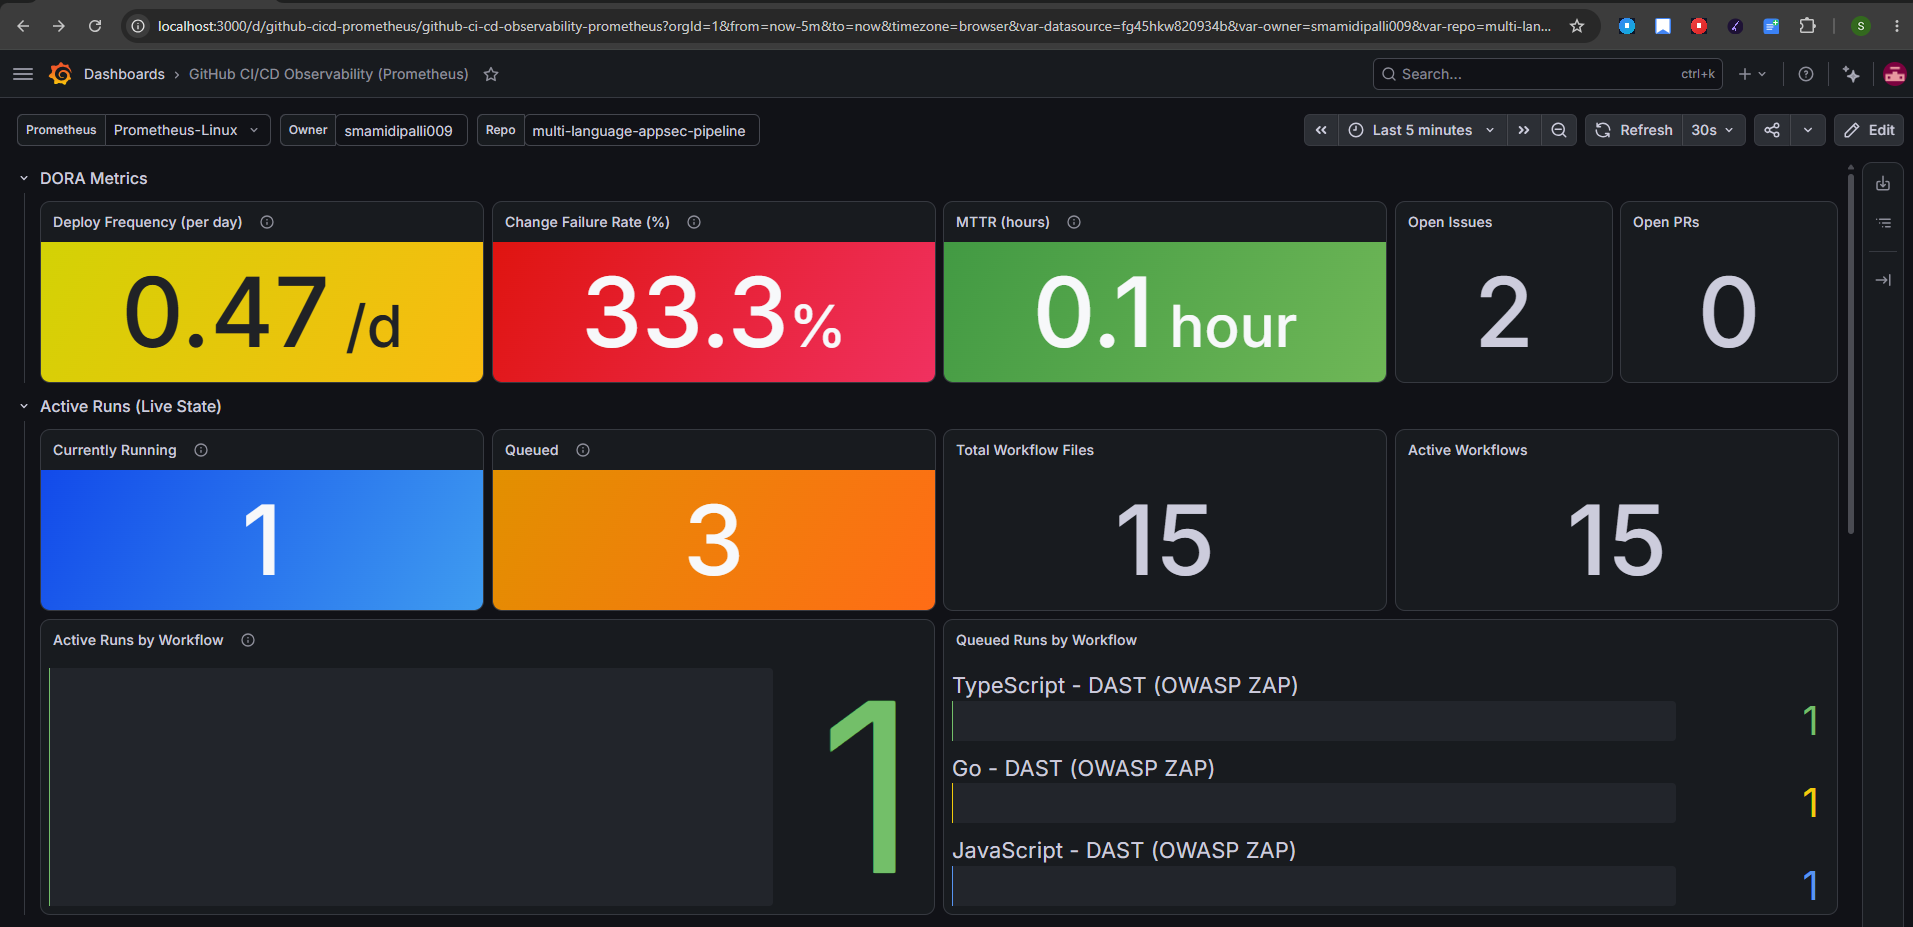 localhost:3000/d/github-cicd-prometheus/github-ci-cd-observability-prometheus?orgId=1&from=now-5m&to=now&timezone=browser&var-datasource=fg45hkw820934b&var-owner=smamidipalli009&var-repo=multi-lan...
S
Dashboards › GitHub CI/CD Observability (Prometheus)
Search... ctrl+k
Prometheus Prometheus-Linux Owner smamidipalli009 Repo multi-language-appsec-pipeline
Last 5 minutes Refresh 30s Edit
DORA Metrics
Deploy Frequency (per day)
0.47 /d
Change Failure Rate (%)
33.3%
MTTR (hours)
0.1 hour
Open Issues
2
Open PRs
0
Active Runs (Live State)
Currently Running
1
Queued
3
Total Workflow Files
15
Active Workflows
15
Active Runs by Workflow
1
Queued Runs by Workflow
TypeScript - DAST (OWASP ZAP)
1
Go - DAST (OWASP ZAP)
1
JavaScript - DAST (OWASP ZAP)
1